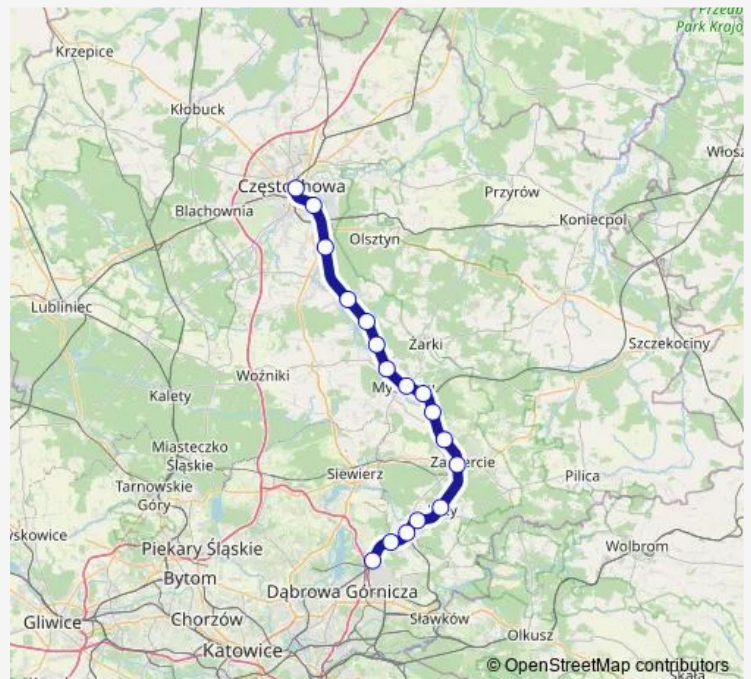 Przedb
Park Krajo
Krzepice
Kłobuck
Włosz
Częstochowa
Przyrów
Blachownia
Koniecpol
Olsztyn
Lubliniec
Żarki
Szczekociny
Woźniki
Kalety
Miasteczko
Śląskie
Siewierz
Pilica
Tarnowskie
Góry
yskowice
Piekary Śląskie
Wolbrom
Bytom
Dąbrowa Górnicza
Gliwice
Chorzów
Sławków
Katowice
Olkusz
© OpenStreetMap contributors
Skała